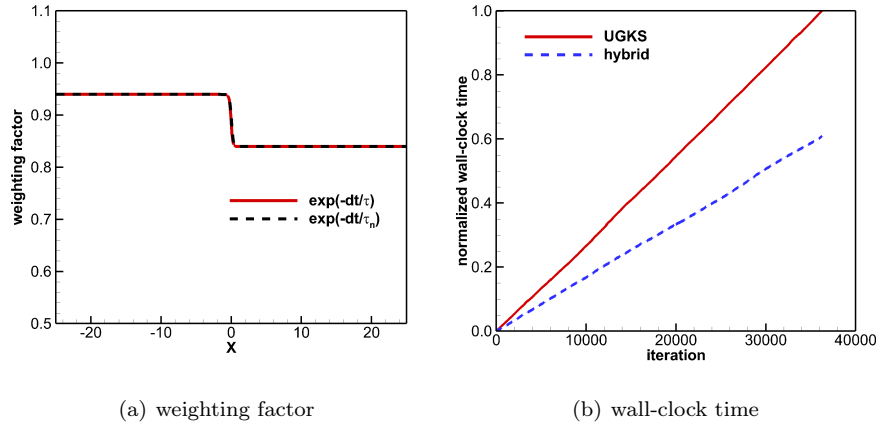 1.1
1.0
0.9
0.8
0.7
0.6
0.5
weighting factor
-20
-10
0
10
20
X
exp(-dt/τ)
exp(-dt/τn)
(a) weighting factor
1.0
0.8
0.6
0.4
0.2
0.0
normalized wall-clock time
0
10000
20000
30000
40000
iteration
UGKS
hybrid
(b) wall-clock time